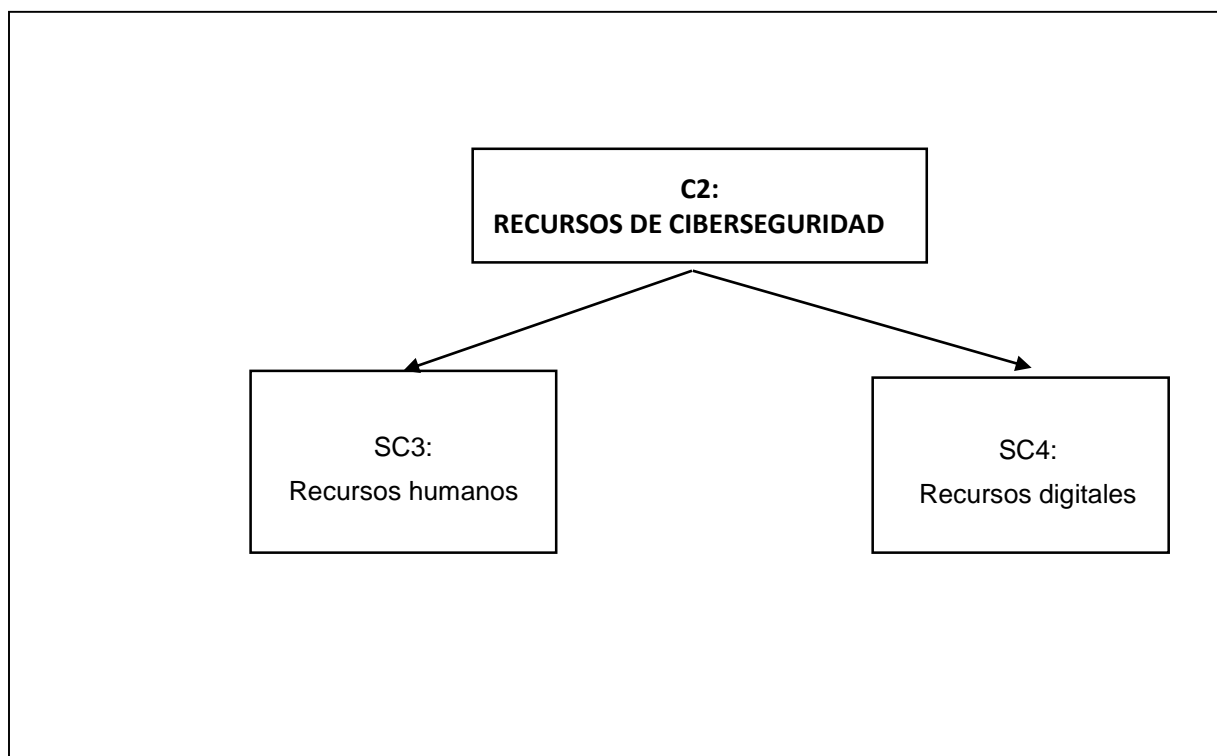 C2:
RECURSOS DE CIBERSEGURIDAD
SC3:
Recursos humanos
SC4:
Recursos digitales